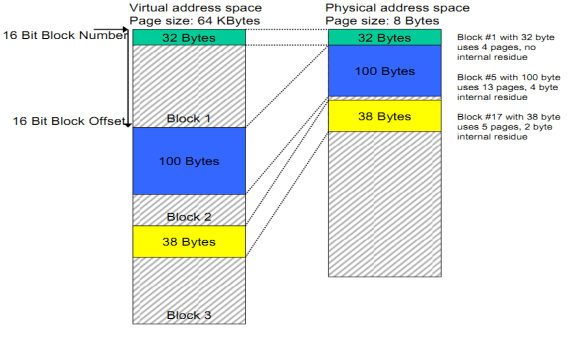 Virtual address space
Page size: 64 KBytes
Physical address space
Page size: 8 Bytes
16 Bit Block Number
32 Bytes
32 Bytes
Block #1 with 32 byte
uses 4 pages, no
internal residue
100 Bytes
Block #5 with 100 byte
uses 13 pages, 4 byte
internal residue
16 Bit Block Offset
Block 1
38 Bytes
Block #17 with 38 byte
uses 5 pages, 2 byte
internal residue
100 Bytes
Block 2
38 Bytes
Block 3